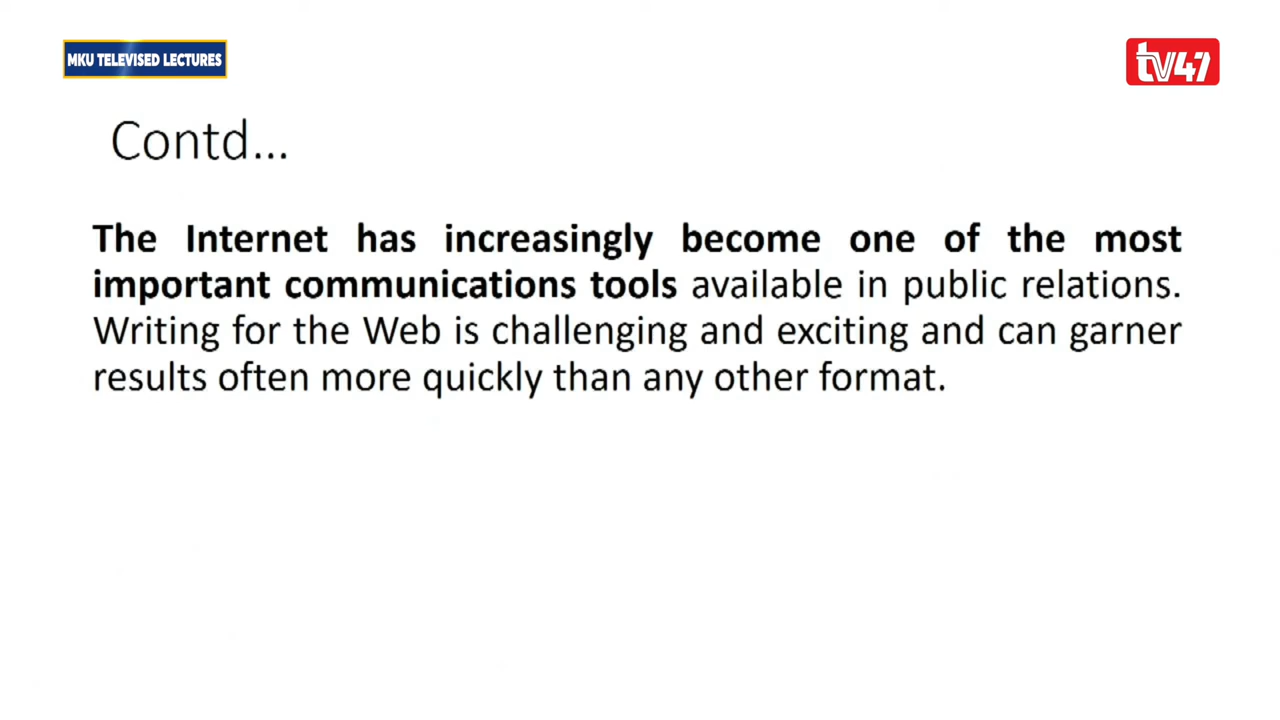 MKU TELEVISED LECTURES
tv47
Contd...
The Internet has increasingly become one of the most
important communications tools available in public relations.
Writing for the Web is challenging and exciting and can garner
results often more quickly than any other format.